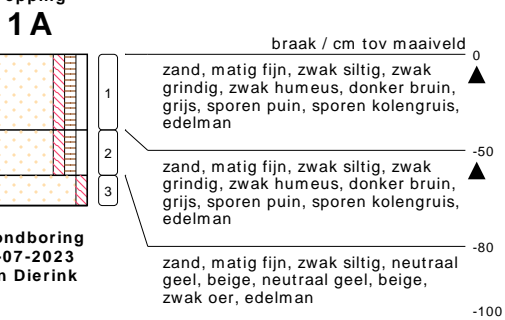 1A
braak / cm tov maaiveld
0
zand, matig fijn, zwak siltig, zwak
grindig, zwak humeus, donker bruin,
grijs, sporen puin, sporen kolengruis,
edelman
1
-50
2
zand, matig fijn, zwak siltig, zwak
grindig, zwak humeus, donker bruin,
grijs, sporen puin, sporen kolengruis,
edelman
3
-80
ondboring
-07-2023
n Dierink
zand, matig fijn, zwak siltig, neutraal
geel, beige, neutraal geel, beige,
zwak oer, edelman
-100